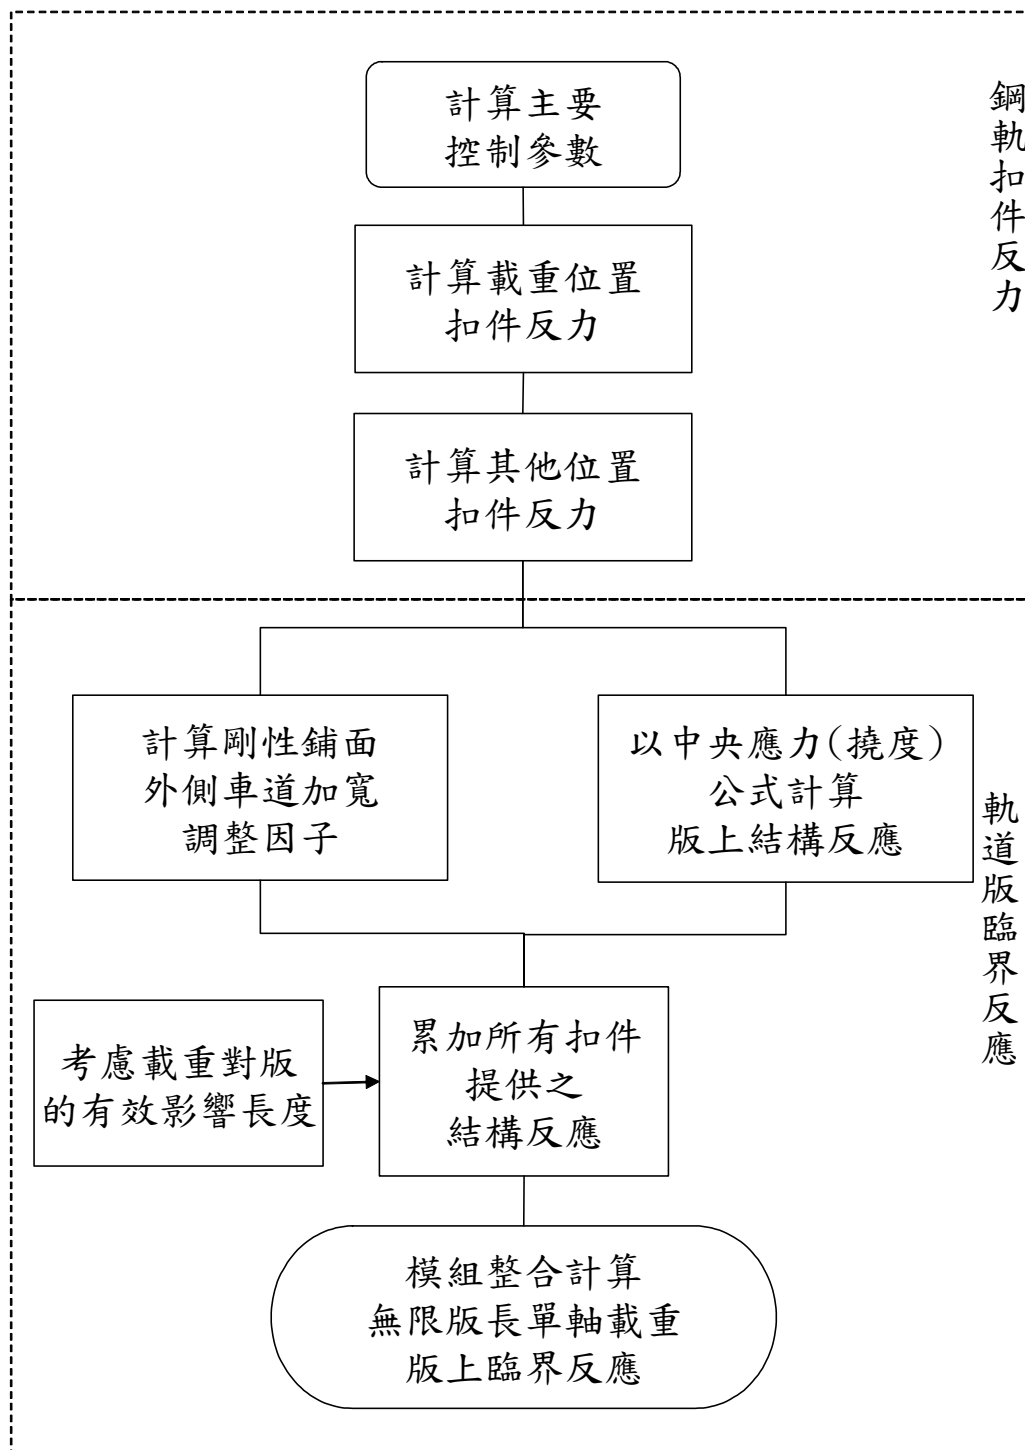 計算主要
控制參數
鋼軌扣件反力
計算載重位置
扣件反力
計算其他位置
扣件反力
計算剛性鋪面
外側車道加寬
調整因子
以中央應力(撓度)
公式計算
版上結構反應
軌道版臨界反應
考慮載重對版
的有效影響長度
累加所有扣件
提供之
結構反應
模組整合計算
無限版長單軸載重
版上臨界反應